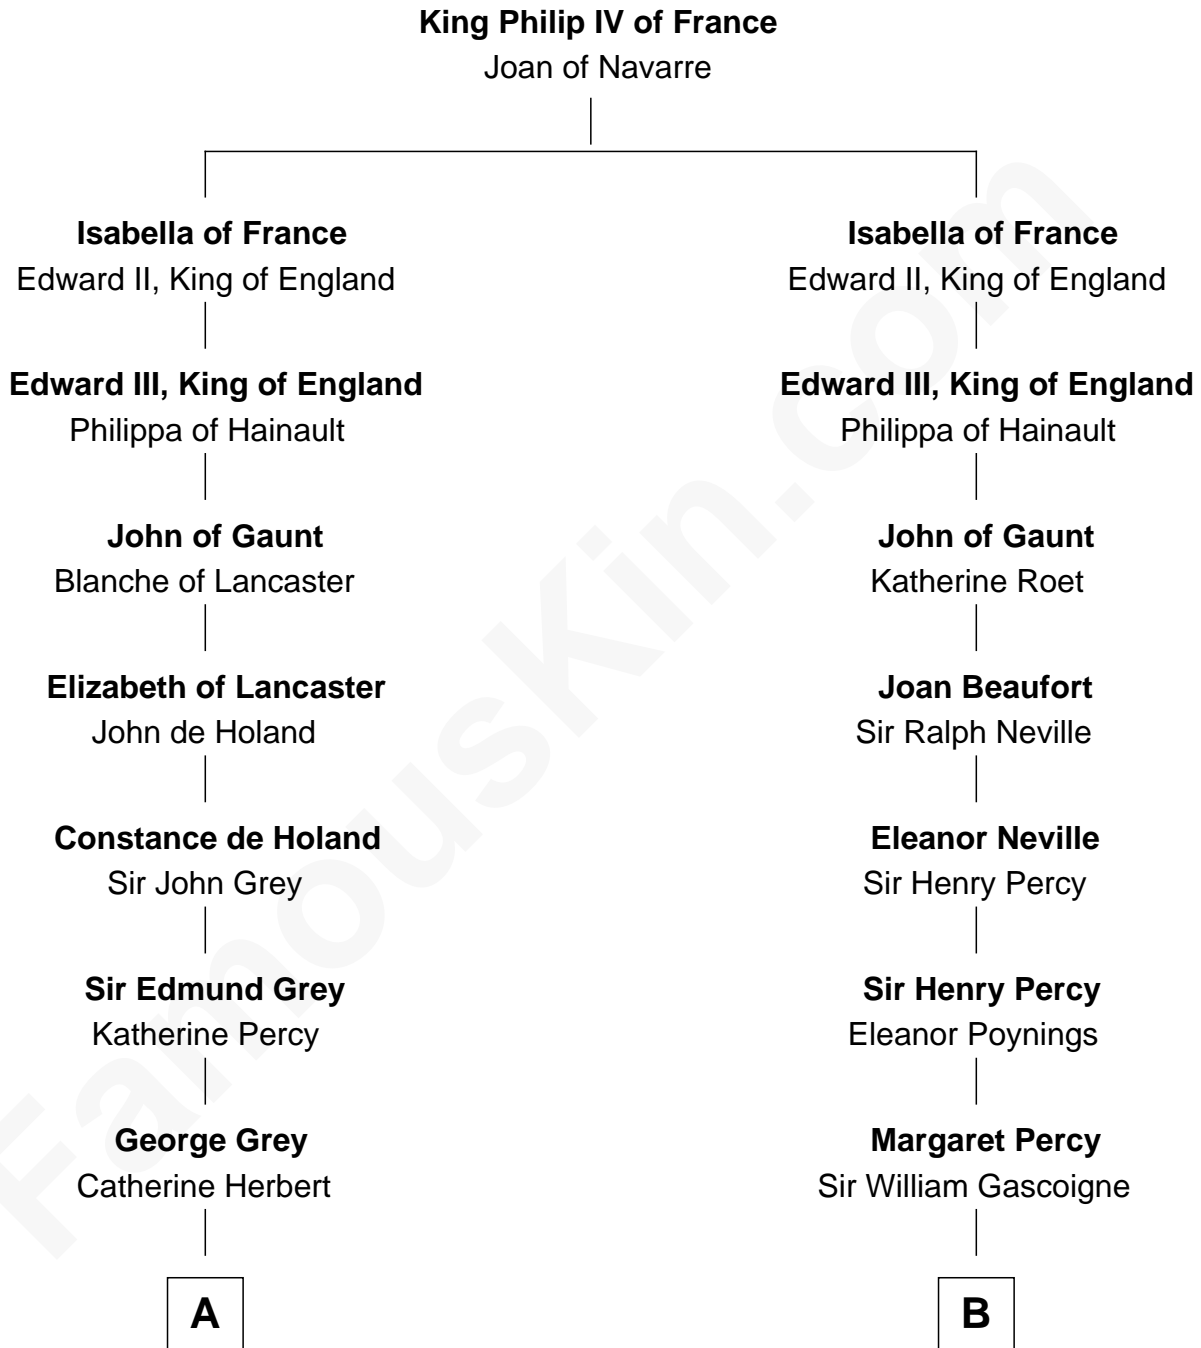 King Philip IV of France
Joan of Navarre
Isabella of France
Edward II, King of England
Edward III, King of England
Philippa of Hainault
John of Gaunt
Blanche of Lancaster
Elizabeth of Lancaster
John de Holand
Constance de Holand
Sir John Grey
Sir Edmund Grey
Katherine Percy
George Grey
Catherine Herbert
A
Isabella of France
Edward II, King of England
Edward III, King of England
Philippa of Hainault
John of Gaunt
Katherine Roet
Joan Beaufort
Sir Ralph Neville
Eleanor Neville
Sir Henry Percy
Sir Henry Percy
Eleanor Poynings
Margaret Percy
Sir William Gascoigne
B
FamousKin.com